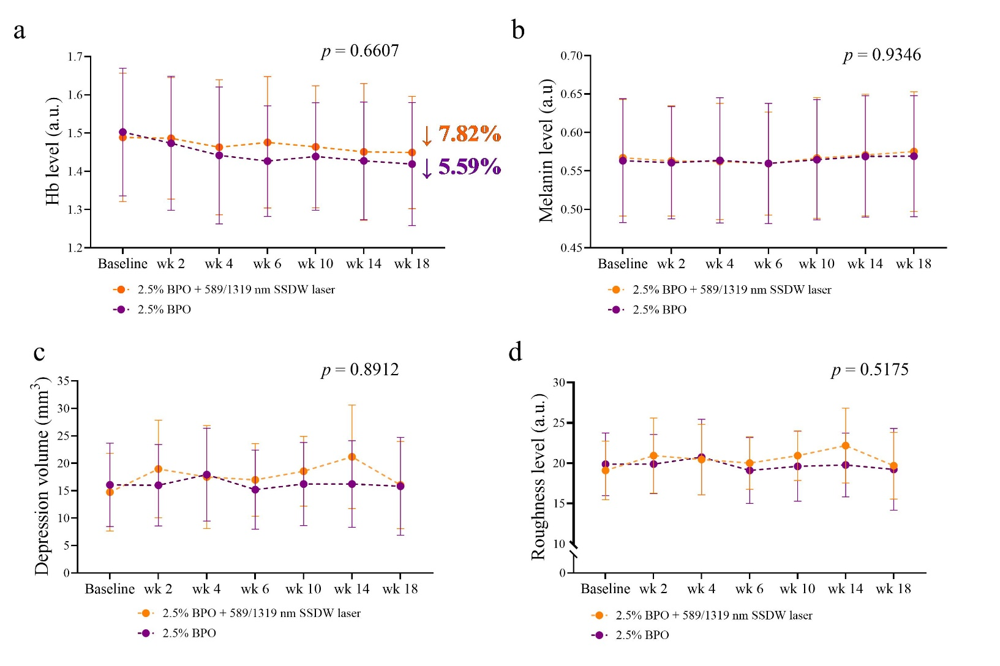 a
p = 0.6607
Hb level (a.u.)
1.7
1.6
1.5
1.4
1.3
1.2
↓ 7.82%
↓ 5.59%
Baseline wk 2 wk 4 wk 6 wk 10 wk 14 wk 18
2.5% BPO + 589/1319 nm SSDW laser
2.5% BPO
b
p = 0.9346
Melanin level (a.u)
0.70
0.65
0.60
0.55
0.50
0.45
Baseline wk 2 wk 4 wk 6 wk 10 wk 14 wk 18
2.5% BPO + 589/1319 nm SSDW laser
2.5% BPO
c
p = 0.8912
Depression volume (mm³)
35
30
25
20
15
10
5
0
Baseline wk 2 wk 4 wk 6 wk 10 wk 14 wk 18
2.5% BPO + 589/1319 nm SSDW laser
2.5% BPO
d
p = 0.5175
Roughness level (a.u.)
30
25
20
15
10
0
Baseline wk 2 wk 4 wk 6 wk 10 wk 14 wk 18
2.5% BPO + 589/1319 nm SSDW laser
2.5% BPO